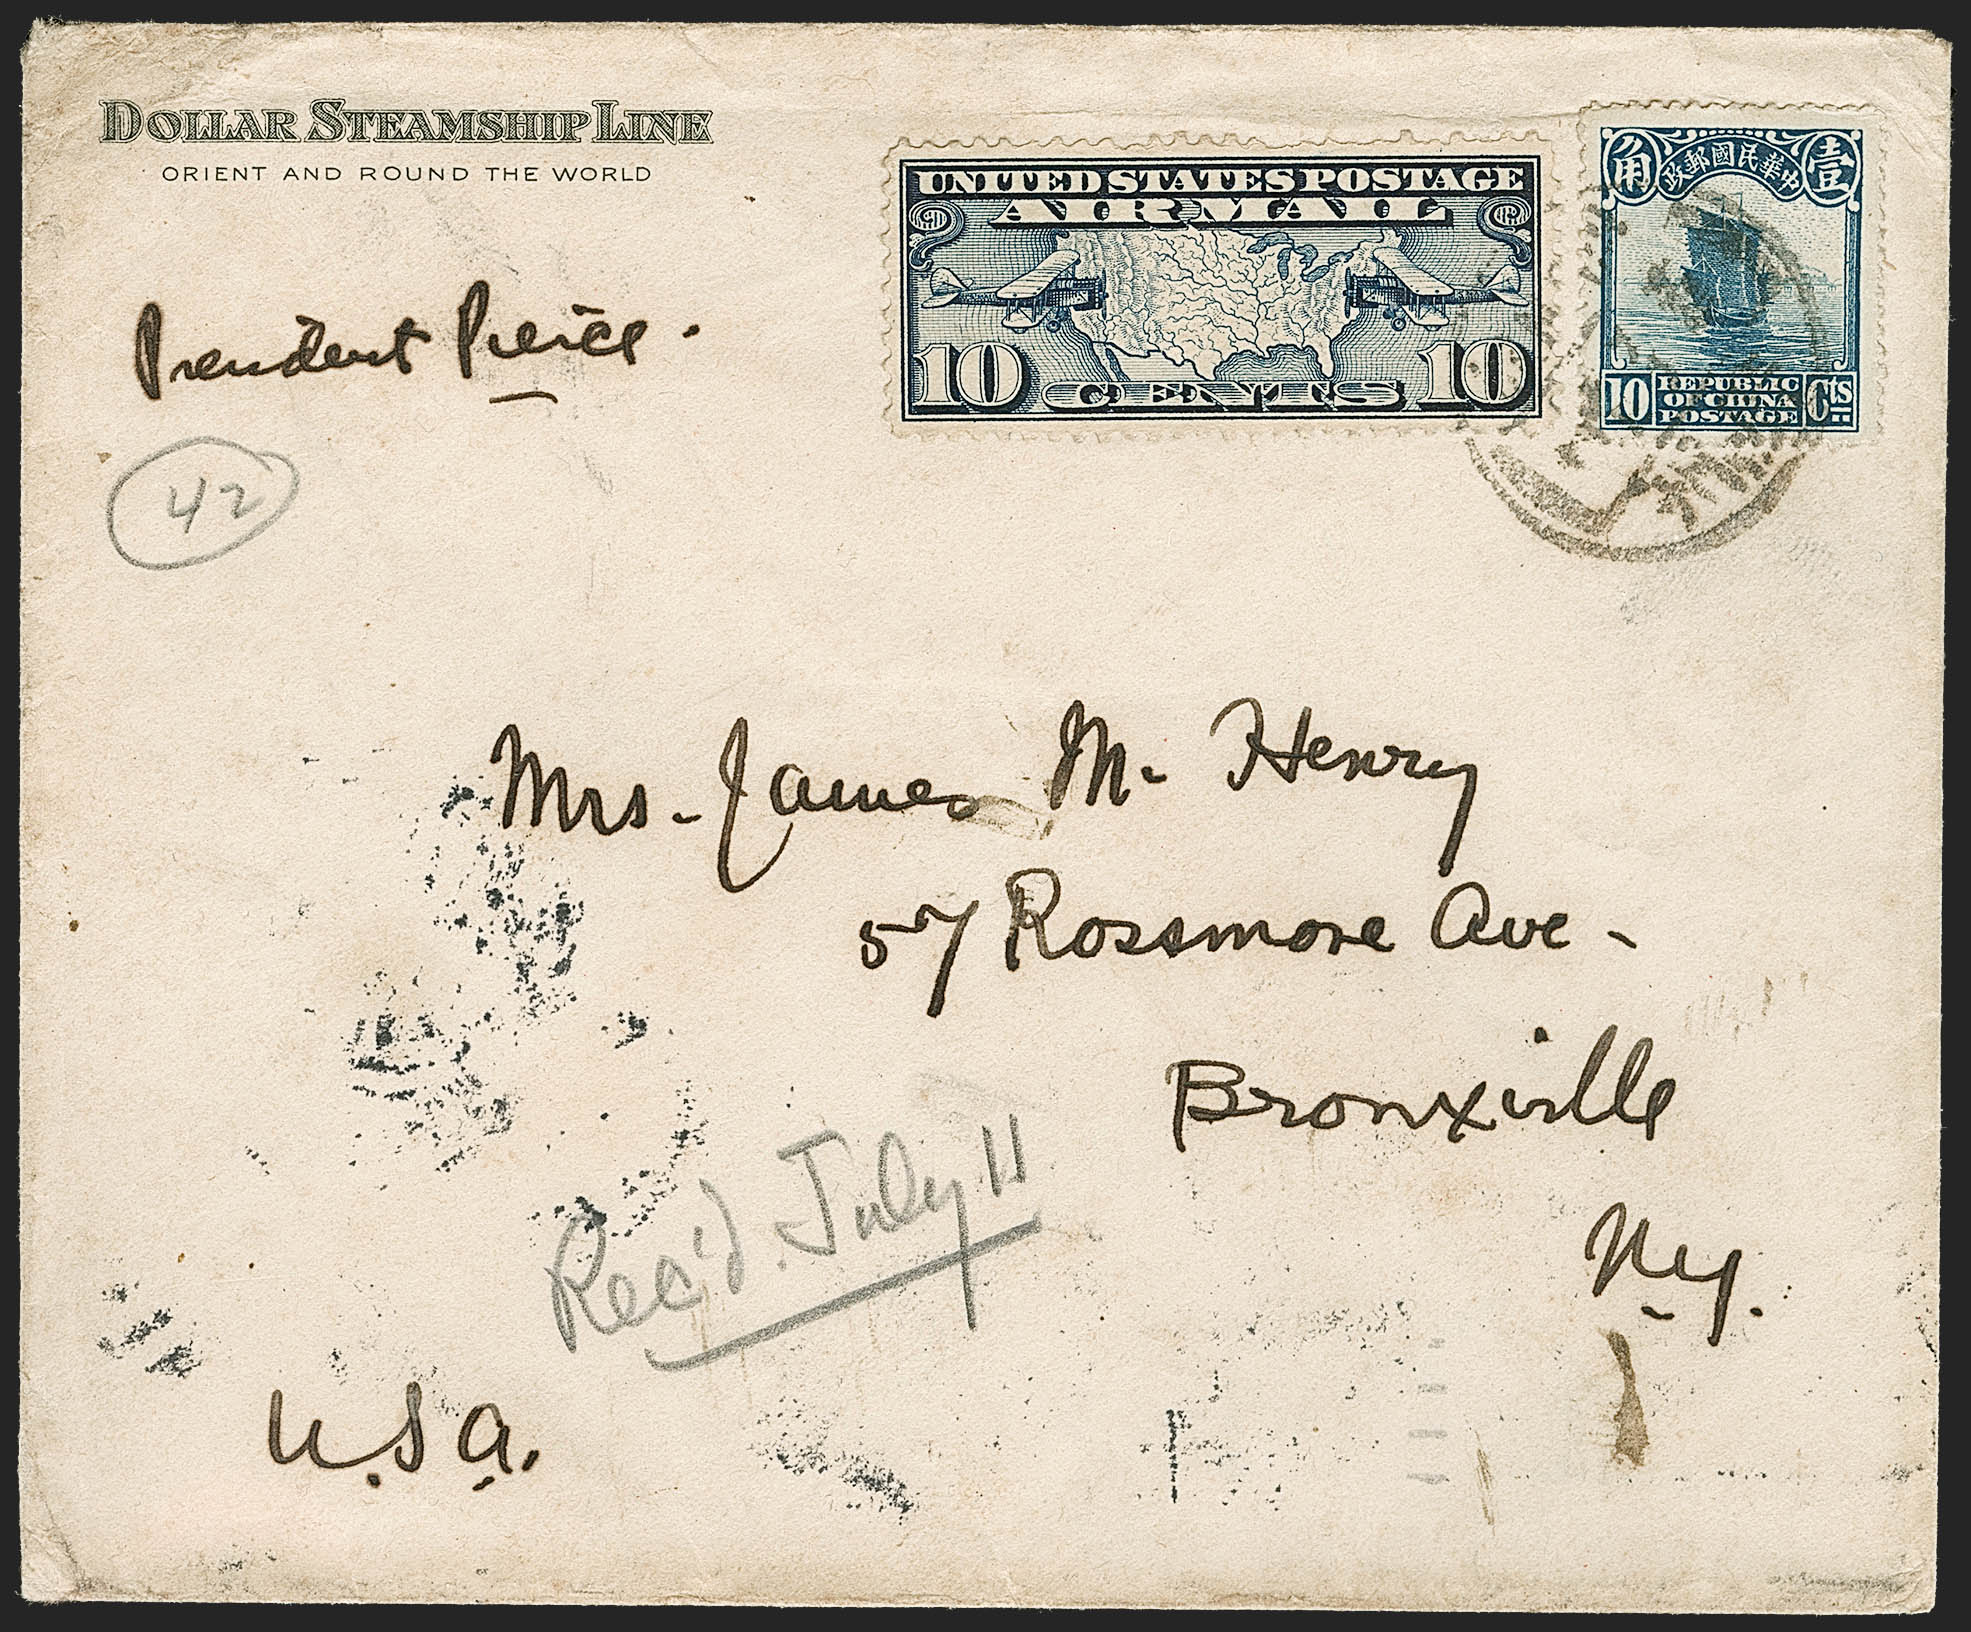 DOLLAR STEAMSHIP LINE
ORIENT AND ROUND THE WORLD
UNITED STATES POSTAGE
AIR MAIL
10 CENTS 10
角 政郵國民華中 壹
10 REPUBLIC OF CHINA POSTAGE Cts
President Pierce.
42
Mrs. James M. Henry
57 Rossmore Ave.
Bronxville
N.Y.
Rec'd. July 11
U.S.A.